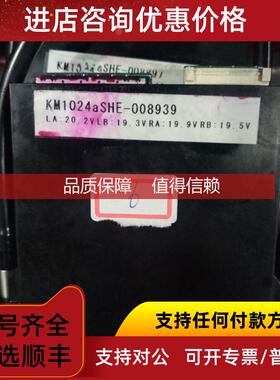 进店咨询优惠价格
KM1024aSHE-008939
LA:20.2VLB:19.3VRA:19.9VRB:19.5V
品质保障 值得信赖
0
号齐全
选顺丰
支持任何付款方
支持对公 可开专票/普